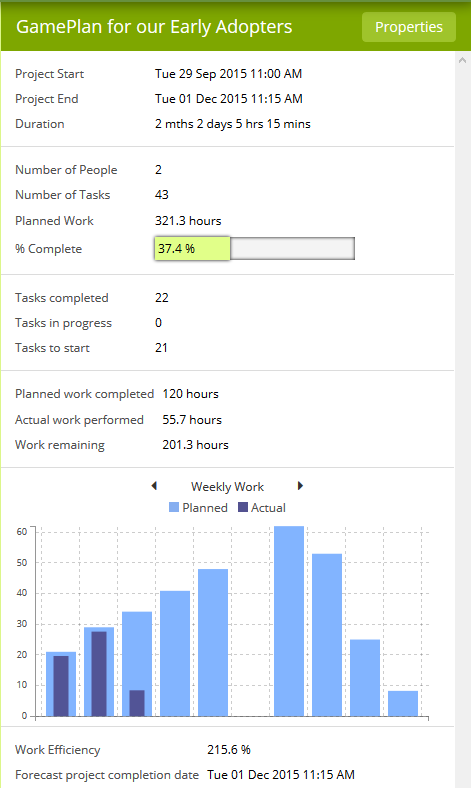 GamePlan for our Early Adopters
Properties
Project Start Tue 29 Sep 2015 11:00 AM
Project End Tue 01 Dec 2015 11:15 AM
Duration 2 mths 2 days 5 hrs 15 mins
Number of People 2
Number of Tasks 43
Planned Work 321.3 hours
% Complete 37.4 %
Tasks completed 22
Tasks in progress 0
Tasks to start 21
Planned work completed 120 hours
Actual work performed 55.7 hours
Work remaining 201.3 hours
Weekly Work
Planned Actual
60
50
40
30
20
10
0
Work Efficiency 215.6 %
Forecast project completion date Tue 01 Dec 2015 11:15 AM